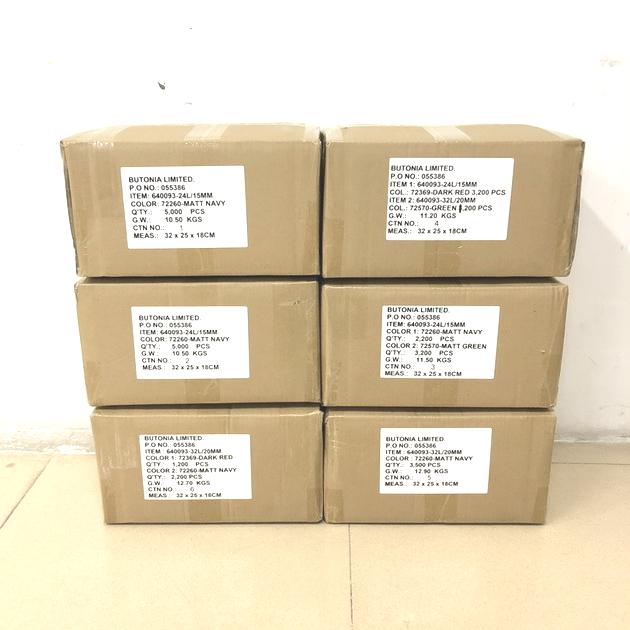 BUTONIA LIMITED.
P.O NO.: 055386
ITEM: 640093-24L/15MM
COLOR: 72260-MATT NAVY
Q'TY.: 5,000 PCS
G.W.: 10.50 KGS
CTN NO.: 1
MEAS.: 32 x 25 x 18CM
BUTONIA LIMITED.
P.O NO.: 055386
ITEM 1: 640093-24L/15MM
COL.: 72369-DARK RED 3,200 PCS
ITEM 2: 640093-32L/20MM
COL.: 72570-GREEN ,200 PCS
G.W.: 11.20 KGS
CTN NO.: 4
MEAS.: 32 x 25 x 18CM
BUTONIA LIMITED.
P.O NO.: 055386
ITEM: 640093-24L/15MM
COLOR: 72260-MATT NAVY
Q'TY.: 5,000 PCS
G.W.: 10.50 KGS
CTN NO.: 2
MEAS.: 32 x 25 x 18CM
BUTONIA LIMITED.
P.O NO.: 055386
ITEM: 640093-24L/15MM
COLOR 1: 72260-MATT NAVY
Q'TY.: 2,200 PCS
COLOR 2: 72570-MATT GREEN
Q'TY.: 3,200 PCS
G.W.: 11.50 KGS
CTN NO.: 3
MEAS.: 32 x 25 x 18CM
BUTONIA LIMITED.
P.O NO.: 055386
ITEM : 640093-32L/20MM
COLOR 1: 72369-DARK RED
Q'TY.: 1,200 PCS
COLOR 2: 72260-MATT NAVY
Q'TY.: 2,200 PCS
G.W.: 12.70 KGS
CTN NO.: 6
MEAS.: 32 x 25 x 18CM
BUTONIA LIMITED.
P.O NO.: 055386
ITEM : 640093-32L/20MM
COLOR : 72260-MATT NAVY
Q'TY.: 3,500 PCS
G.W.: 12.90 KGS
CTN NO.: 5
MEAS.: 32 x 25 x 18CM